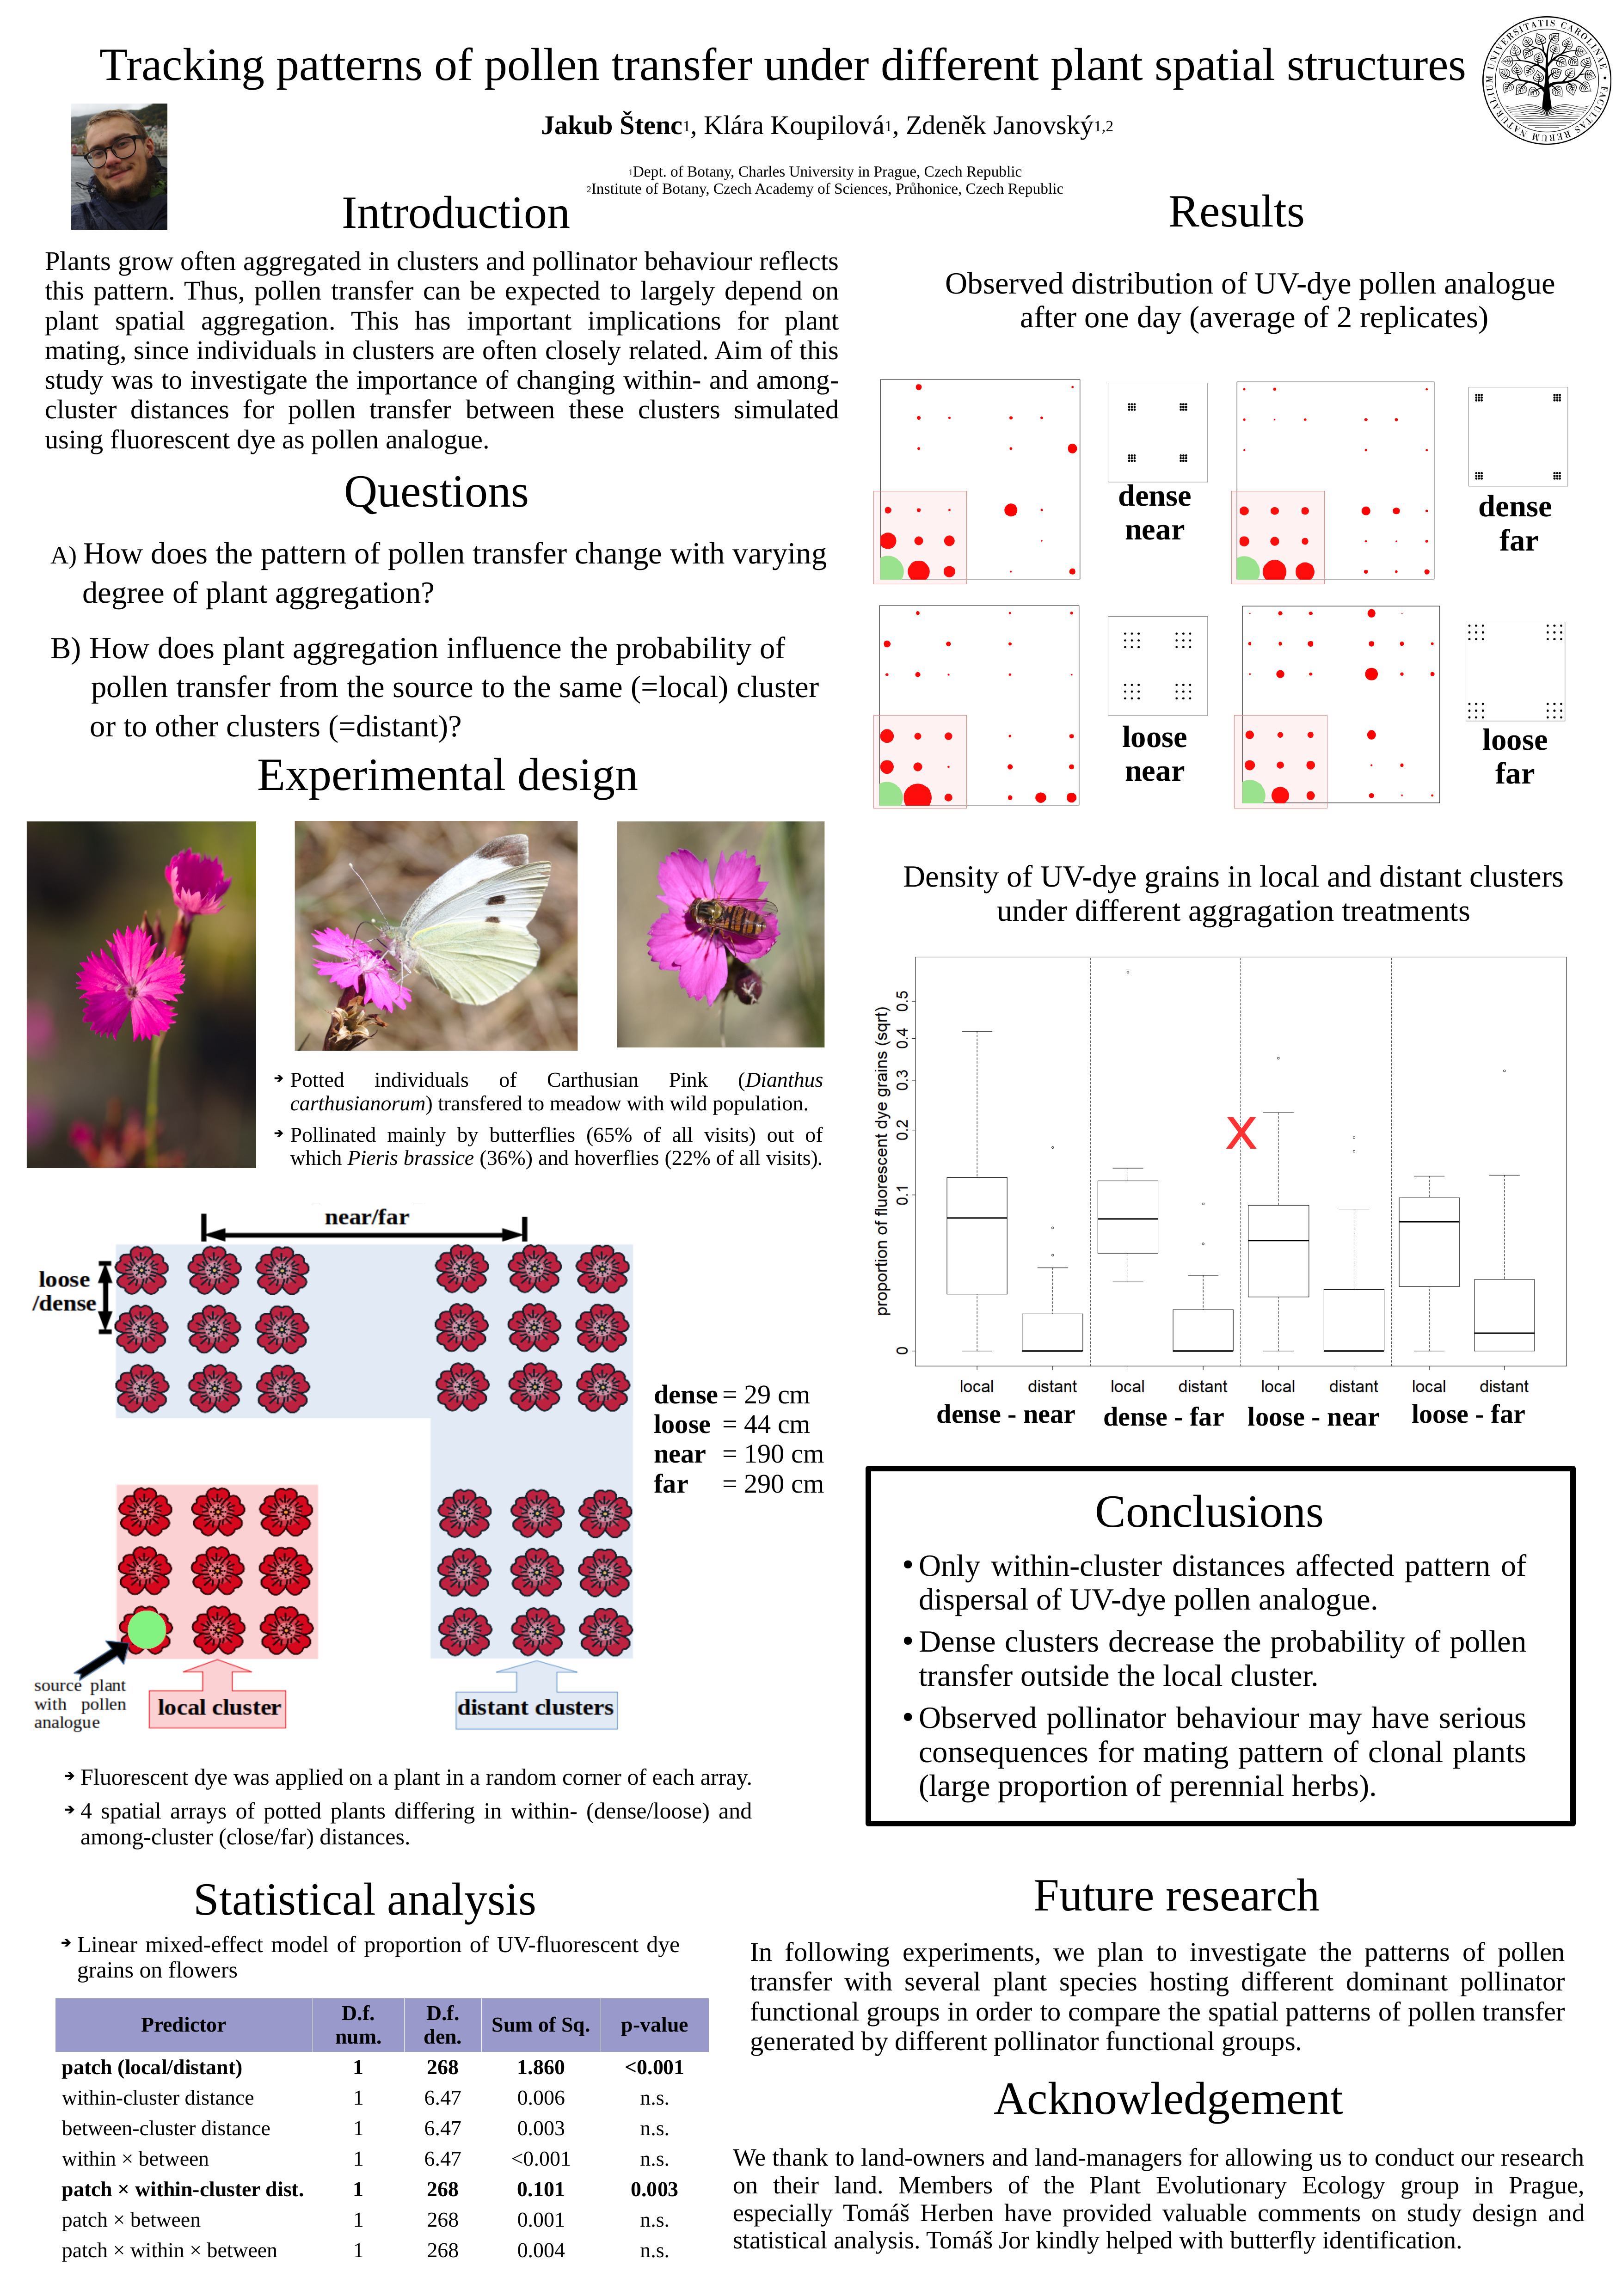 Tracking patterns of pollen transfer under different plant spatial structures
UNIVERSITATIS CAROLINAE • FACULTAS RERUM NATURALIUM
Jakub Štenc1, Klára Koupilová1, Zdeněk Janovský1,2
1Dept. of Botany, Charles University in Prague, Czech Republic
2Institute of Botany, Czech Academy of Sciences, Průhonice, Czech Republic
Introduction
Plants grow often aggregated in clusters and pollinator behaviour reflects
this pattern. Thus, pollen transfer can be expected to largely depend on
plant spatial aggregation. This has important implications for plant
mating, since individuals in clusters are often closely related. Aim of this
study was to investigate the importance of changing within- and among-
cluster distances for pollen transfer between these clusters simulated
using fluorescent dye as pollen analogue.
Questions
A) How does the pattern of pollen transfer change with varying
degree of plant aggregation?
B) How does plant aggregation influence the probability of
pollen transfer from the source to the same (=local) cluster
or to other clusters (=distant)?
Experimental design
➔ Potted individuals of Carthusian Pink (Dianthus
carthusianorum) transfered to meadow with wild population.
➔ Pollinated mainly by butterflies (65% of all visits) out of
which Pieris brassice (36%) and hoverflies (22% of all visits).
near/far
loose
/dense
dense = 29 cm
loose = 44 cm
near = 190 cm
far = 290 cm
source plant
with pollen
analogue
local cluster
distant clusters
➔ Fluorescent dye was applied on a plant in a random corner of each array.
➔ 4 spatial arrays of potted plants differing in within- (dense/loose) and
among-cluster (close/far) distances.
Statistical analysis
➔ Linear mixed-effect model of proportion of UV-fluorescent dye
grains on flowers
Predictor D.f. num. D.f. den. Sum of Sq. p-value
patch (local/distant) 1 268 1.860 <0.001
within-cluster distance 1 6.47 0.006 n.s.
between-cluster distance 1 6.47 0.003 n.s.
within × between 1 6.47 <0.001 n.s.
patch × within-cluster dist. 1 268 0.101 0.003
patch × between 1 268 0.001 n.s.
patch × within × between 1 268 0.004 n.s.
Results
Observed distribution of UV-dye pollen analogue
after one day (average of 2 replicates)
dense
near
dense
far
loose
near
loose
far
Density of UV-dye grains in local and distant clusters
under different aggragation treatments
proportion of fluorescent dye grains (sqrt)
0.5
0.4
0.3
0.2
0.1
0
X
local distant local distant local distant local distant
dense - near dense - far loose - near loose - far
Conclusions
• Only within-cluster distances affected pattern of
dispersal of UV-dye pollen analogue.
• Dense clusters decrease the probability of pollen
transfer outside the local cluster.
• Observed pollinator behaviour may have serious
consequences for mating pattern of clonal plants
(large proportion of perennial herbs).
Future research
In following experiments, we plan to investigate the patterns of pollen
transfer with several plant species hosting different dominant pollinator
functional groups in order to compare the spatial patterns of pollen transfer
generated by different pollinator functional groups.
Acknowledgement
We thank to land-owners and land-managers for allowing us to conduct our research
on their land. Members of the Plant Evolutionary Ecology group in Prague,
especially Tomáš Herben have provided valuable comments on study design and
statistical analysis. Tomáš Jor kindly helped with butterfly identification.